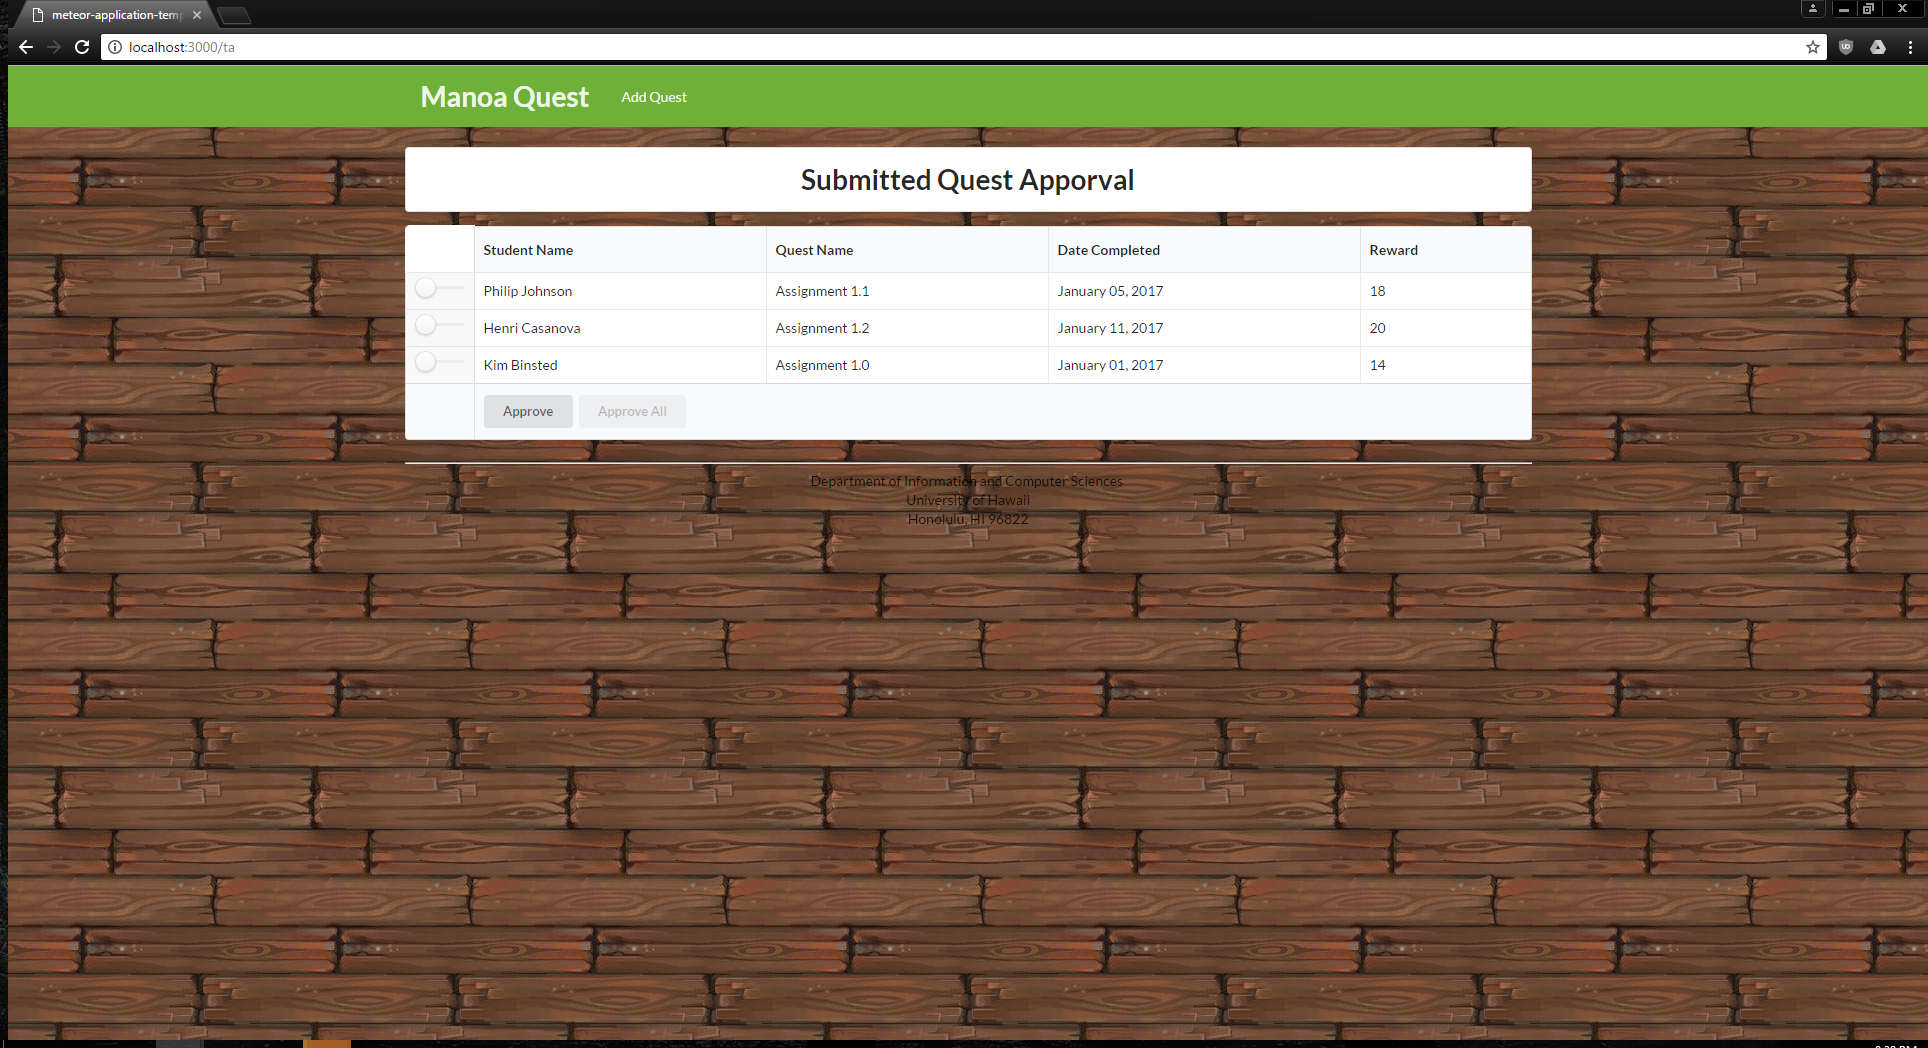 meteor-application-temp
localhost:3000/ta
Manoa Quest Add Quest
Submitted Quest Apporval
Student Name Quest Name Date Completed Reward
Philip Johnson Assignment 1.1 January 05, 2017 18
Henri Casanova Assignment 1.2 January 11, 2017 20
Kim Binsted Assignment 1.0 January 01, 2017 14
Approve Approve All
Department of Information and Computer Sciences
University of Hawaii
Honolulu, HI 96822